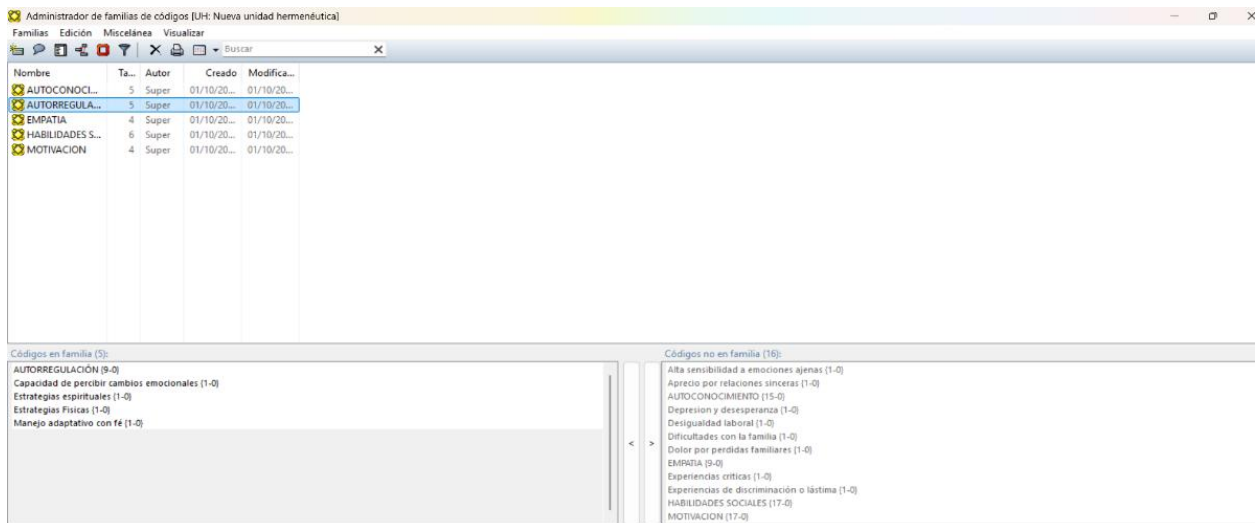 Administrador de familias de códigos [UH: Nueva unidad hermenéutica]
Familias Edición Miscelánea Visualizar
Buscar
Nombre Ta... Autor Creado Modifica...
AUTOCONOCI... 5 Super 01/10/20... 01/10/20...
AUTORREGULA... 5 Super 01/10/20... 01/10/20...
EMPATIA 4 Super 01/10/20... 01/10/20...
HABILIDADES S... 6 Super 01/10/20... 01/10/20...
MOTIVACION 4 Super 01/10/20... 01/10/20...
Códigos en familia (5):
AUTORREGULACIÓN {9-0}
Capacidad de percibir cambios emocionales {1-0}
Estrategias espirituales {1-0}
Estrategias Fisicas {1-0}
Manejo adaptativo con fé {1-0}
< >
Códigos no en familia (16):
Alta sensibilidad a emociones ajenas {1-0}
Aprecio por relaciones sinceras {1-0}
AUTOCONOCIMIENTO {15-0}
Depresion y desesperanza {1-0}
Desigualdad laboral {1-0}
Dificultades con la familia {1-0}
Dolor por perdidas familiares {1-0}
EMPATIA {9-0}
Experiencias criticas {1-0}
Experiencias de discriminación o lástima {1-0}
HABILIDADES SOCIALES {17-0}
MOTIVACION {17-0}